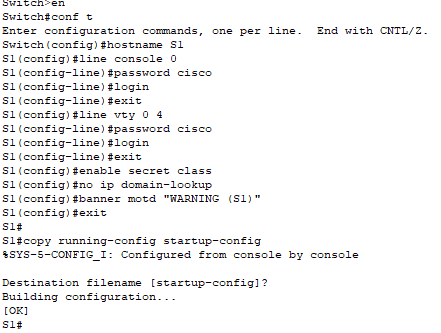 Switch>en
Switch#conf t
Enter configuration commands, one per line.  End with CNTL/Z.
Switch(config)#hostname S1
S1(config)#line console 0
S1(config-line)#password cisco
S1(config-line)#login
S1(config-line)#exit
S1(config)#line vty 0 4
S1(config-line)#password cisco
S1(config-line)#login
S1(config-line)#exit
S1(config)#enable secret class
S1(config)#no ip domain-lookup
S1(config)#banner motd "WARNING (S1)"
S1(config)#exit
S1#
S1#copy running-config startup-config
%SYS-5-CONFIG_I: Configured from console by console

Destination filename [startup-config]?
Building configuration...
[OK]
S1#